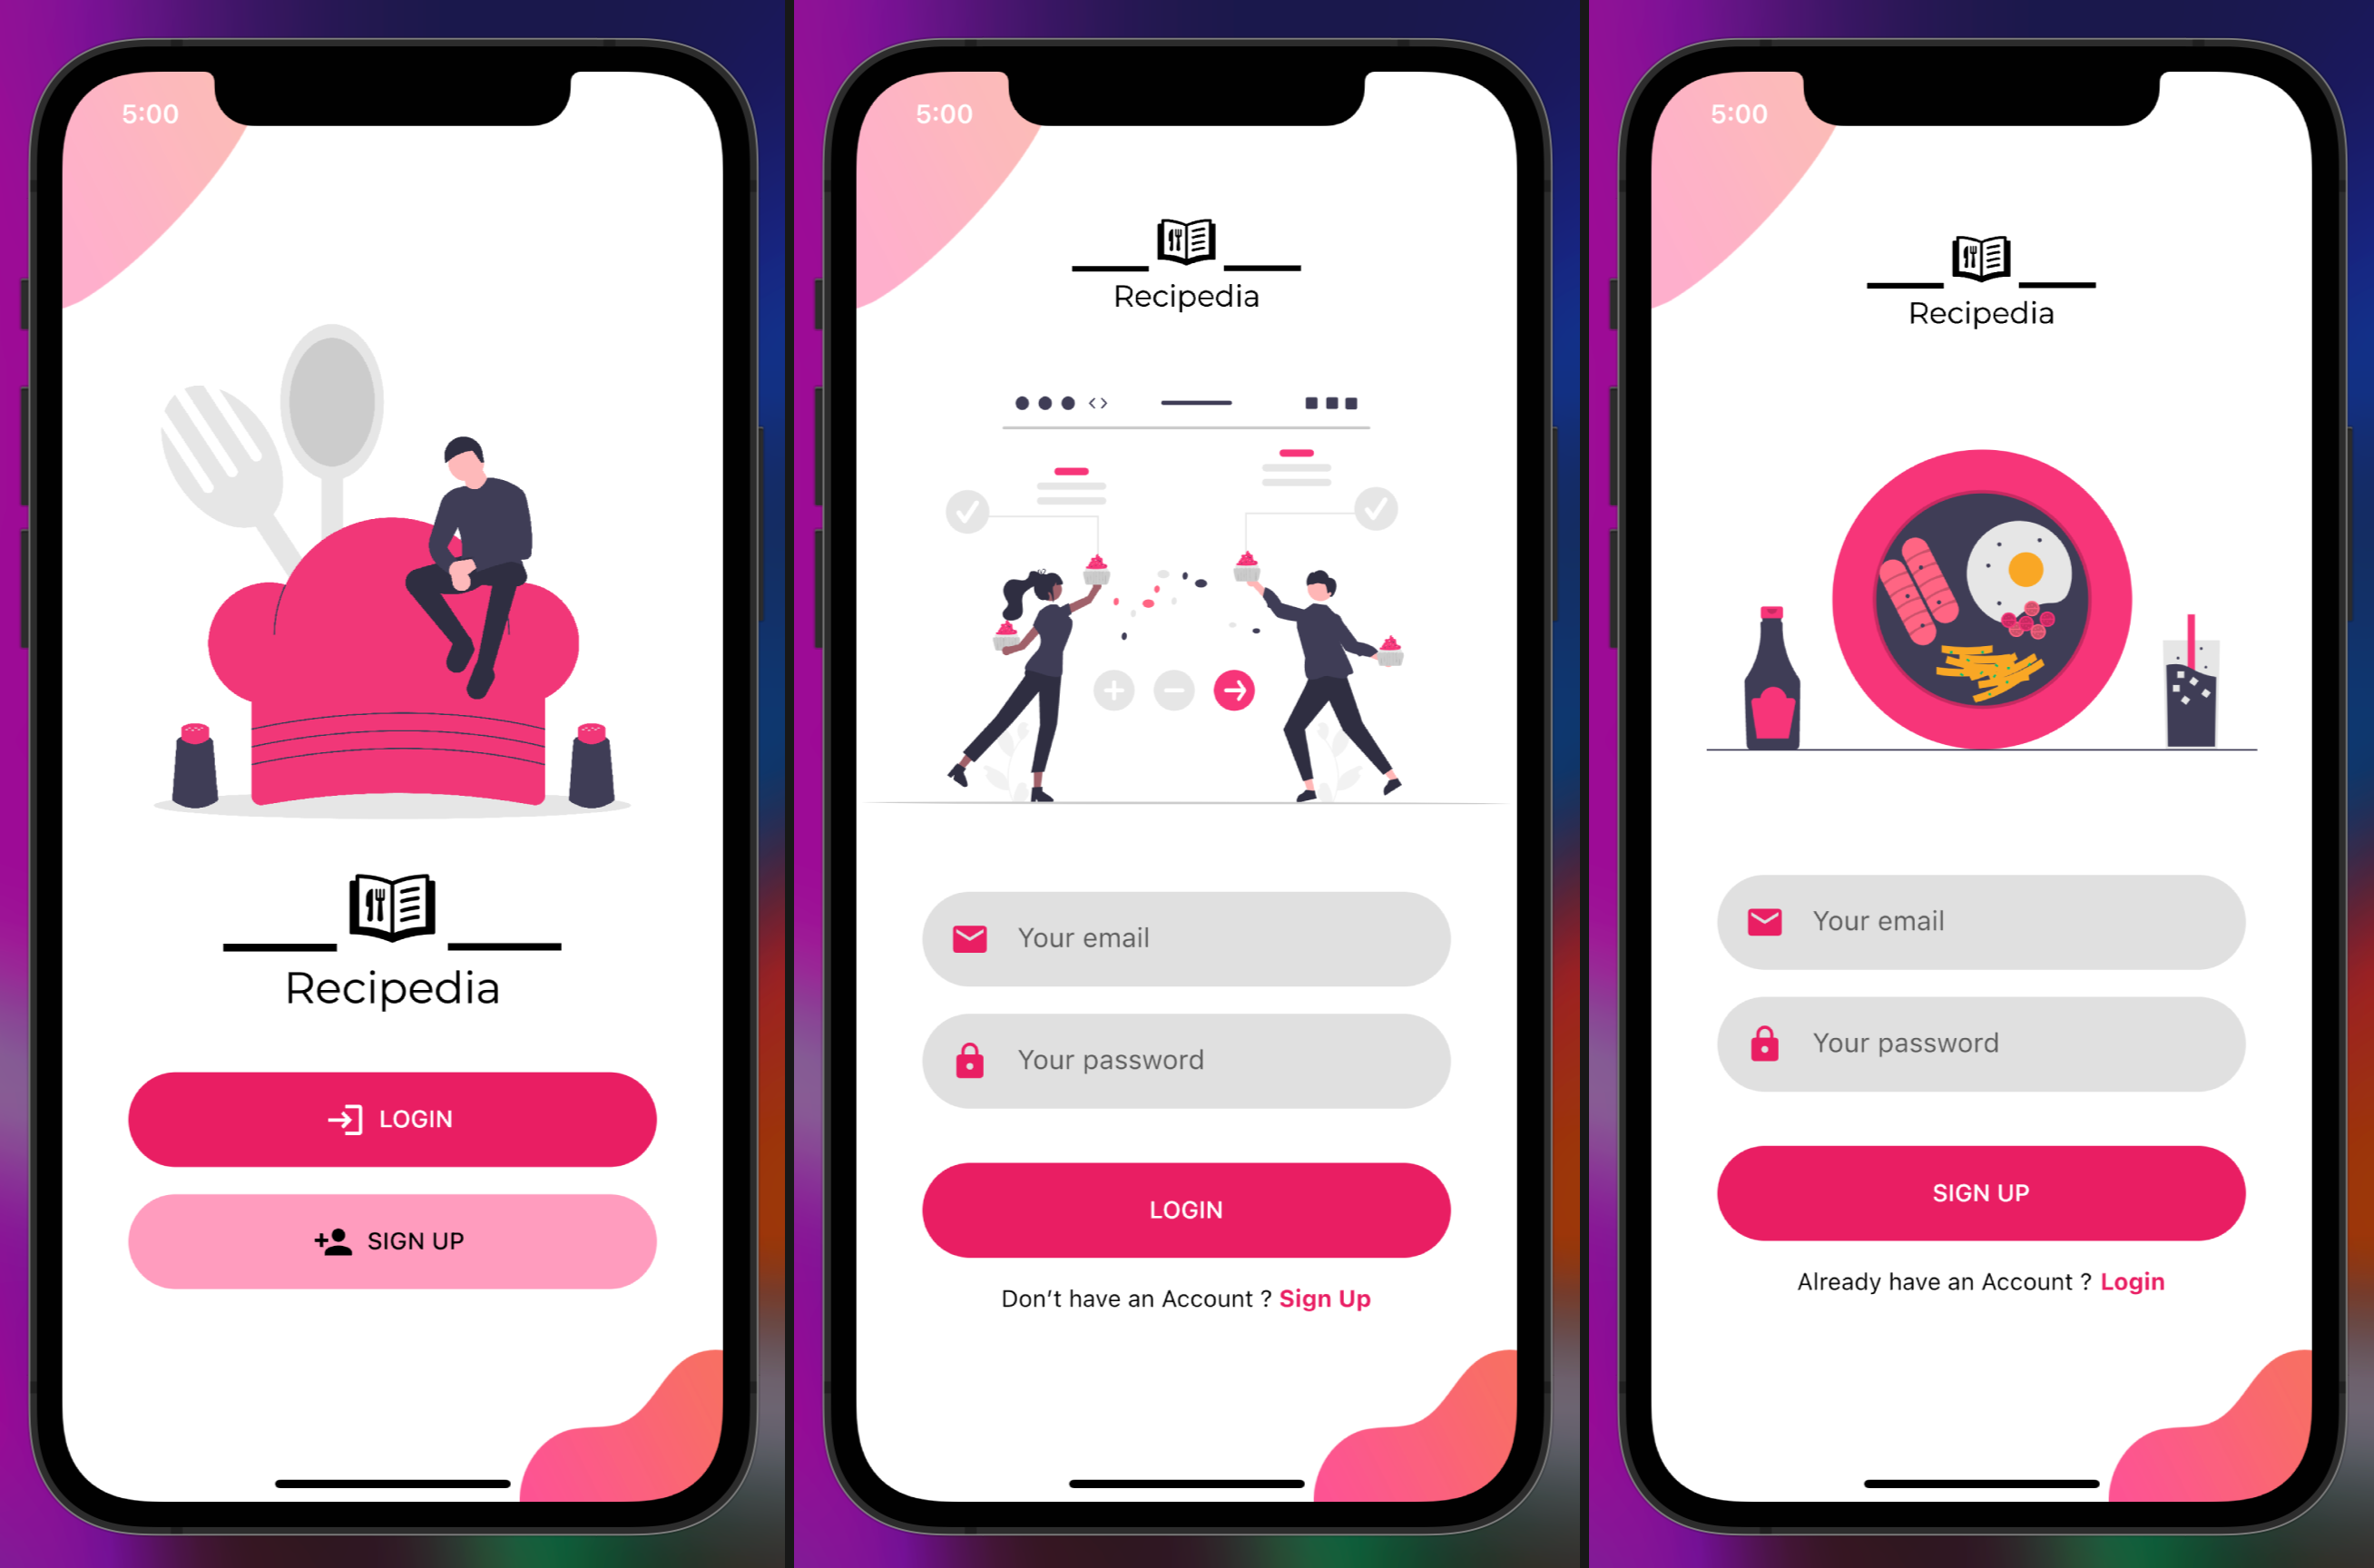 5:00
Recipedia
LOGIN
SIGN UP
5:00
Recipedia
Your email
Your password
LOGIN
Don't have an Account ? Sign Up
5:00
Recipedia
Your email
Your password
SIGN UP
Already have an Account ? Login